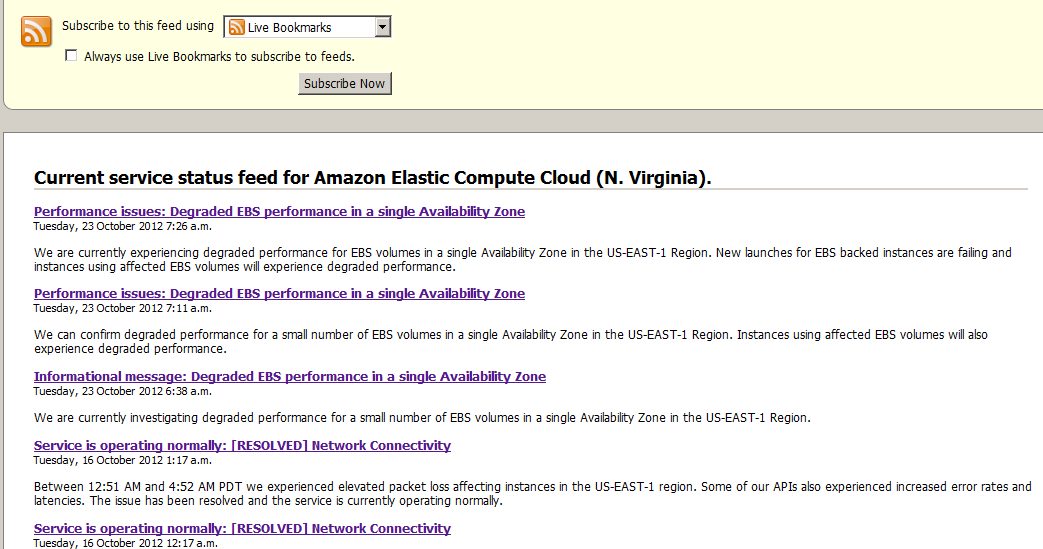 Subscribe to this feed using Live Bookmarks
Always use Live Bookmarks to subscribe to feeds.
Subscribe Now
Current service status feed for Amazon Elastic Compute Cloud (N. Virginia).
Performance issues: Degraded EBS performance in a single Availability Zone
Tuesday, 23 October 2012 7:26 a.m.
We are currently experiencing degraded performance for EBS volumes in a single Availability Zone in the US-EAST-1 Region. New launches for EBS backed instances are failing and
instances using affected EBS volumes will experience degraded performance.
Performance issues: Degraded EBS performance in a single Availability Zone
Tuesday, 23 October 2012 7:11 a.m.
We can confirm degraded performance for a small number of EBS volumes in a single Availability Zone in the US-EAST-1 Region. Instances using affected EBS volumes will also
experience degraded performance.
Informational message: Degraded EBS performance in a single Availability Zone
Tuesday, 23 October 2012 6:38 a.m.
We are currently investigating degraded performance for a small number of EBS volumes in a single Availability Zone in the US-EAST-1 Region.
Service is operating normally: [RESOLVED] Network Connectivity
Tuesday, 16 October 2012 1:17 a.m.
Between 12:51 AM and 4:52 AM PDT we experienced elevated packet loss affecting instances in the US-EAST-1 region. Some of our APIs also experienced increased error rates and
latencies. The issue has been resolved and the service is currently operating normally.
Service is operating normally: [RESOLVED] Network Connectivity
Tuesday, 16 October 2012 12:17 a.m.